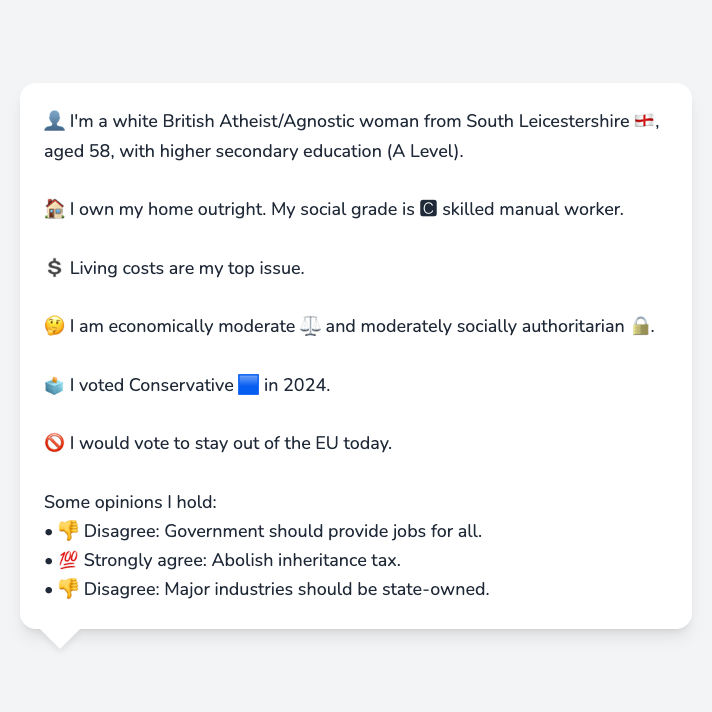 👤 I'm a white British Atheist/Agnostic woman from South Leicestershire 🏴󠁧󠁢󠁥󠁮󠁧󠁿,
aged 58, with higher secondary education (A Level).
🏠 I own my home outright. My social grade is 🅲 skilled manual worker.
💲 Living costs are my top issue.
🤔 I am economically moderate ⚖️ and moderately socially authoritarian 🔒.
🗳️ I voted Conservative 🟦 in 2024.
🚫 I would vote to stay out of the EU today.
Some opinions I hold:
• 👎 Disagree: Government should provide jobs for all.
• 💯 Strongly agree: Abolish inheritance tax.
• 👎 Disagree: Major industries should be state-owned.